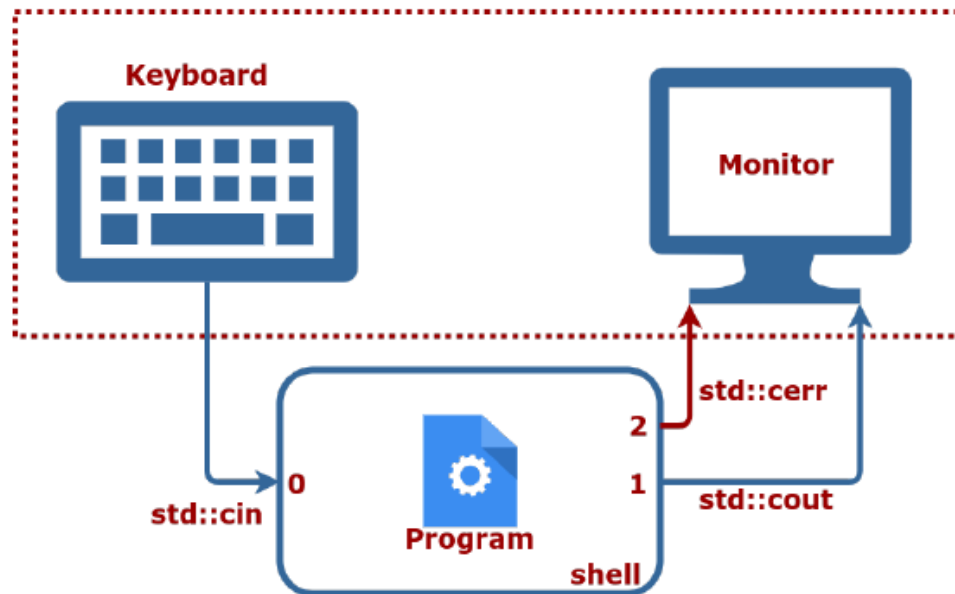 Keyboard
Monitor
std::cerr
2
0
1
std::cin
std::cout
Program
shell